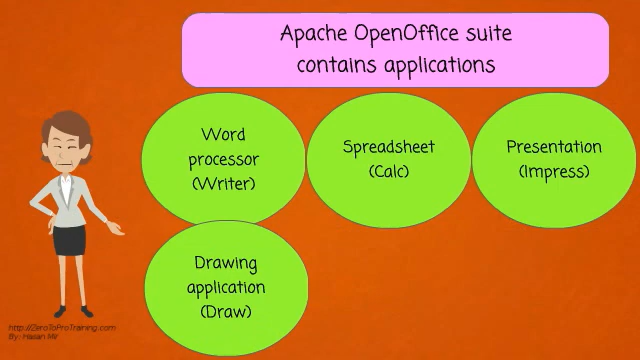 Apache OpenOffice suite
contains applications
Word
processor
(Writer)
Spreadsheet
(Calc)
Presentation
(Impress)
Drawing
application
(Draw)
http://ZeroToProTraining.com
By: Hasan Mir